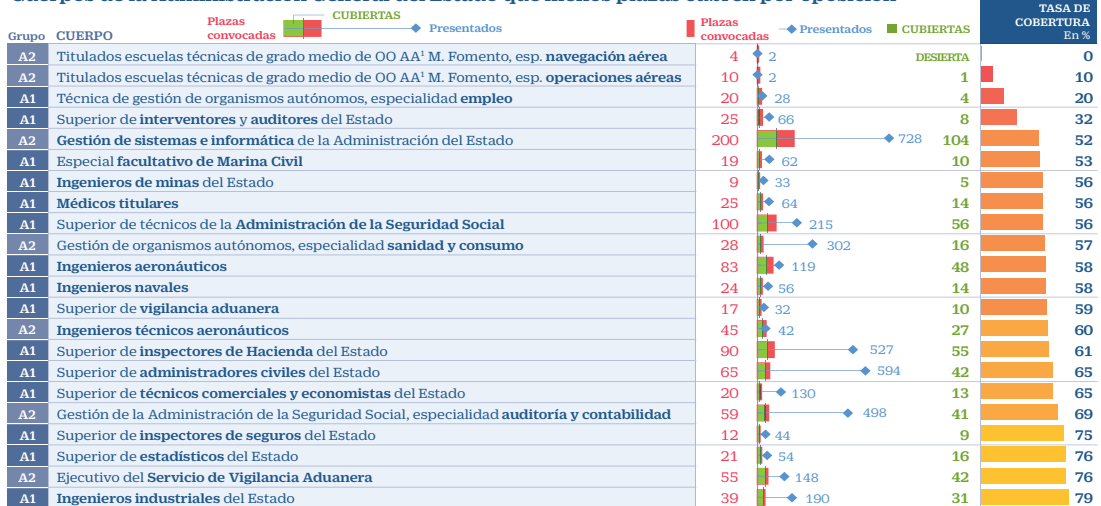 Cuerpos de la Administración General del Estado que menos plazas cubren por oposición
Grupo CUERPO Plazas convocadas CUBIERTAS Presentados Plazas convocadas Presentados CUBIERTAS TASA DE COBERTURA En %
A2 Titulados escuelas técnicas de grado medio de OO AA¹ M. Fomento, esp. navegación aérea 4 2 DESIERTA 0
A2 Titulados escuelas técnicas de grado medio de OO AA¹ M. Fomento, esp. operaciones aéreas 10 2 1 10
A1 Técnica de gestión de organismos autónomos, especialidad empleo 20 28 4 20
A1 Superior de interventores y auditores del Estado 25 66 8 32
A2 Gestión de sistemas e informática de la Administración del Estado 200 728 104 52
A1 Especial facultativo de Marina Civil 19 62 10 53
A1 Ingenieros de minas del Estado 9 33 5 56
A1 Médicos titulares 25 64 14 56
A1 Superior de técnicos de la Administración de la Seguridad Social 100 215 56 56
A2 Gestión de organismos autónomos, especialidad sanidad y consumo 28 302 16 57
A1 Ingenieros aeronáuticos 83 119 48 58
A1 Ingenieros navales 24 56 14 58
A1 Superior de vigilancia aduanera 17 32 10 59
A2 Ingenieros técnicos aeronáuticos 45 42 27 60
A1 Superior de inspectores de Hacienda del Estado 90 527 55 61
A1 Superior de administradores civiles del Estado 65 594 42 65
A1 Superior de técnicos comerciales y economistas del Estado 20 130 13 65
A2 Gestión de la Administración de la Seguridad Social, especialidad auditoría y contabilidad 59 498 41 69
A1 Superior de inspectores de seguros del Estado 12 44 9 75
A1 Superior de estadísticos del Estado 21 54 16 76
A2 Ejecutivo del Servicio de Vigilancia Aduanera 55 148 42 76
A1 Ingenieros industriales del Estado 39 190 31 79